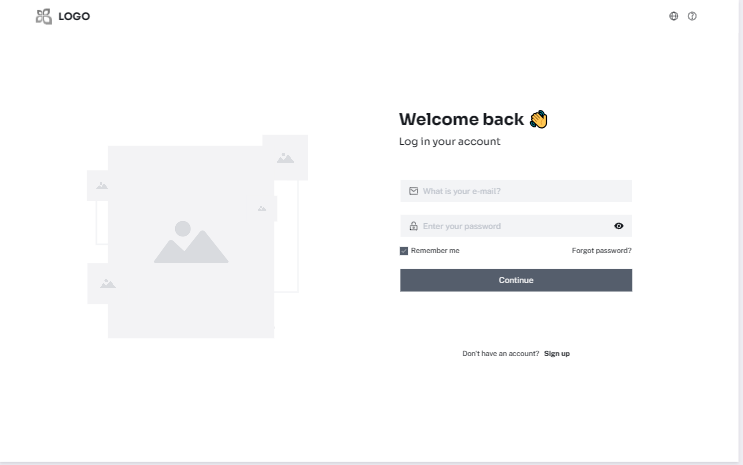 LOGO
Welcome back 👋
Log in your account
What is your e-mail?
Enter your password
Remember me
Forgot password?
Continue
Don't have an account? Sign up